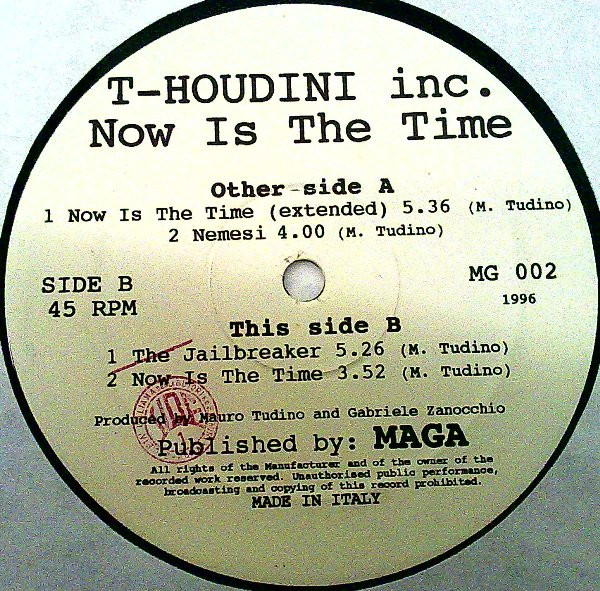 T-HOUDINI inc.
Now Is The Time
Other side A
1 Now Is The Time (extended) 5.36 (M. Tudino)
2 Nemesi 4.00 (M. Tudino)
SIDE B
45 RPM
MG 002
1996
This side B
1 The Jailbreaker 5.26 (M. Tudino)
2 Now Is The Time 3.52 (M. Tudino)
Produced by Mauro Tudino and Gabriele Zanocchio
Published by: MAGA
All rights of the Manufacturer and of the owner of the
recorded work reserved. Unauthorised public performance,
broadcasting and copying of this record prohibited.
MADE IN ITALY